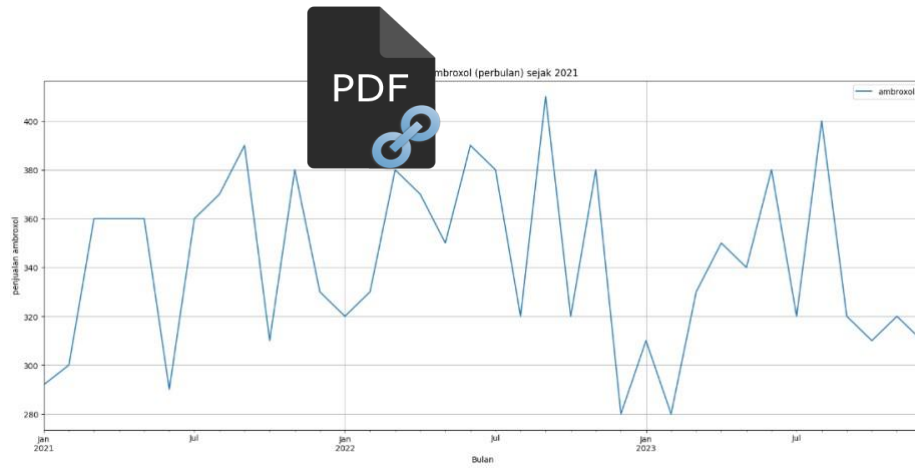 PDF
mbroxol (perbulan) sejak 2021
ambroxol
400
380
360
340
320
300
280
penjualan ambroxol
Jan
2021
Jul
Jan
2022
Jul
Jan
2023
Jul
Bulan